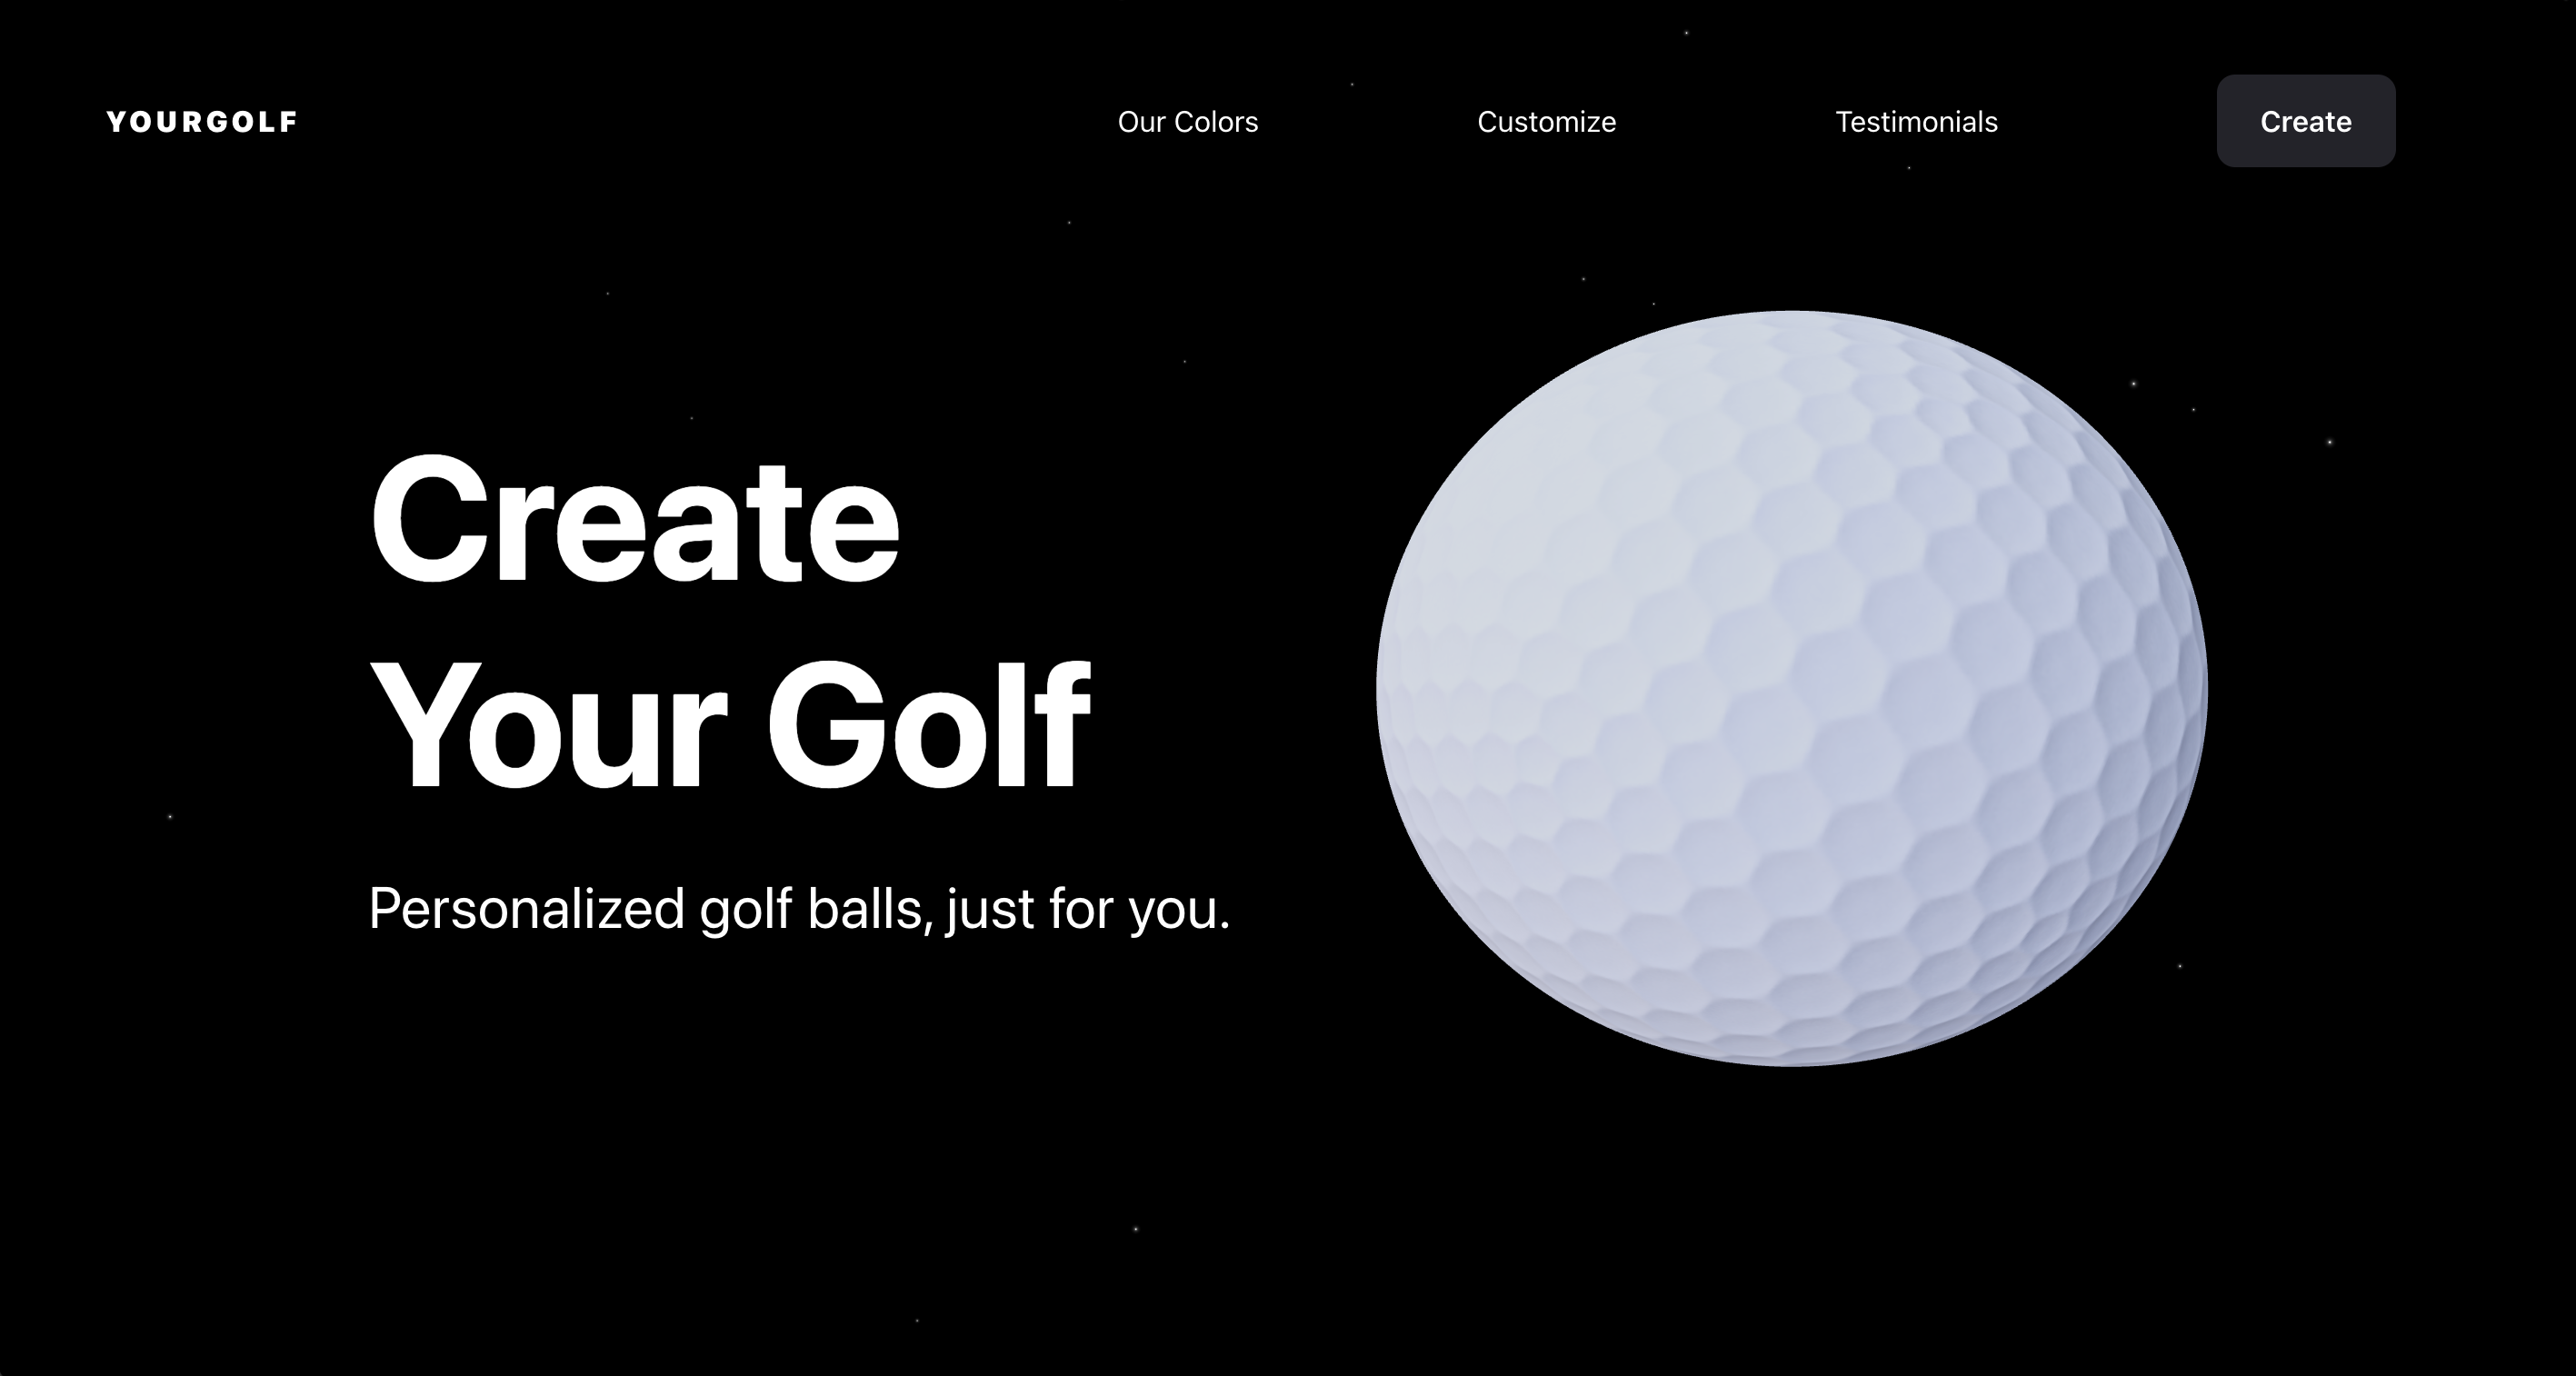 YOURGOLF
Our Colors
Customize
Testimonials
Create
Create
Your Golf
Personalized golf balls, just for you.